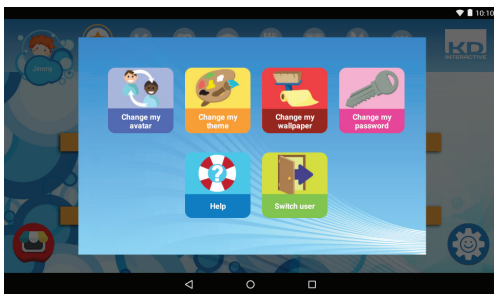 10:10
Jimmy
KD
INTERACTIVE
Change my
avatar
Change my
theme
Change my
wallpaper
Change my
password
Help
Switch user